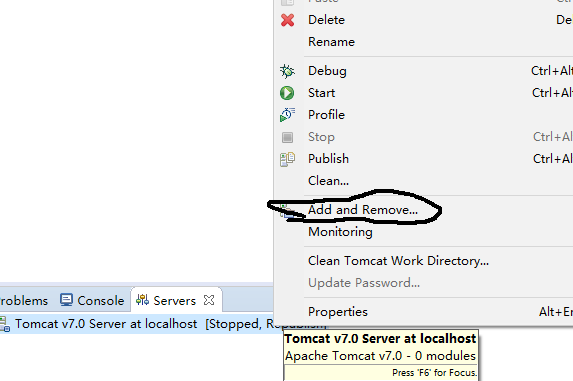 Paste
Delete De
Rename
Debug Ctrl+Alt
Start Ctrl+Alt
Profile
Stop Ctrl+Alt
Publish Ctrl+Alt
Clean...
Add and Remove...
Monitoring
Clean Tomcat Work Directory...
Update Password...
Properties Alt+En
roblems Console Servers
Tomcat v7.0 Server at localhost [Stopped, Republish]
Tomcat v7.0 Server at localhost
Apache Tomcat v7.0 - 0 modules
Press 'F6' for Focus.